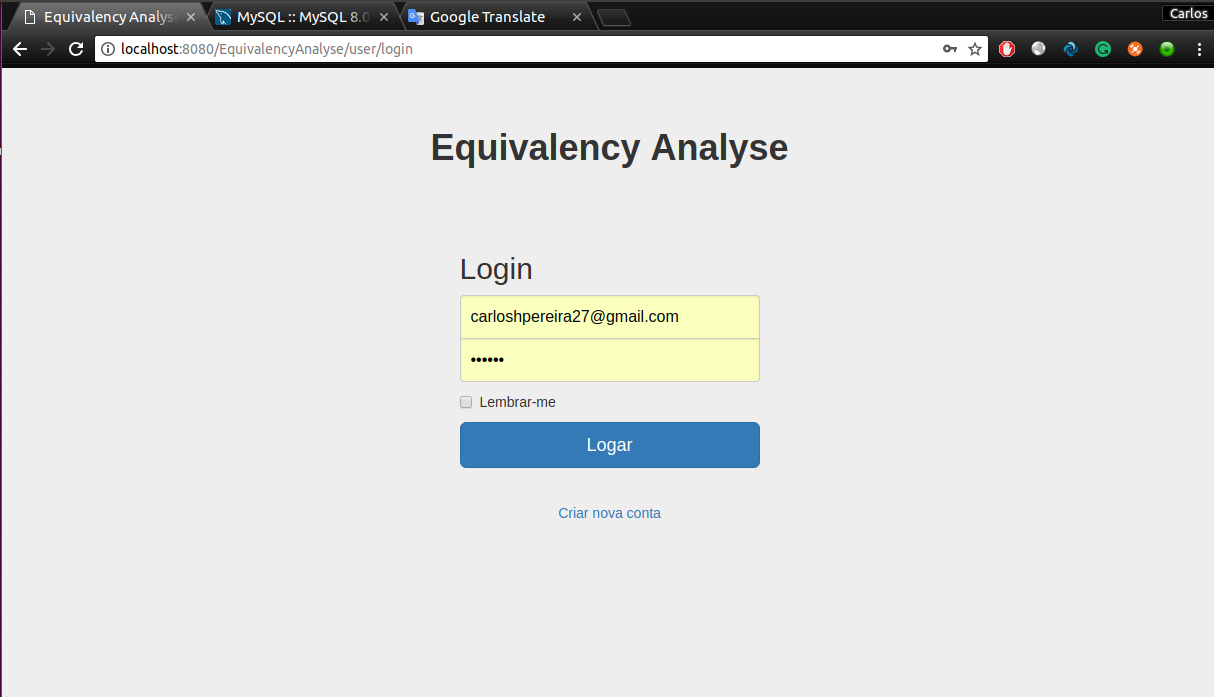 Equivalency Analyse MySQL :: MySQL 8.0 Google Translate Carlos
localhost:8080/EquivalencyAnalyse/user/login
Equivalency Analyse
Login
carloshpereira27@gmail.com
••••••
Lembrar-me
Logar
Criar nova conta